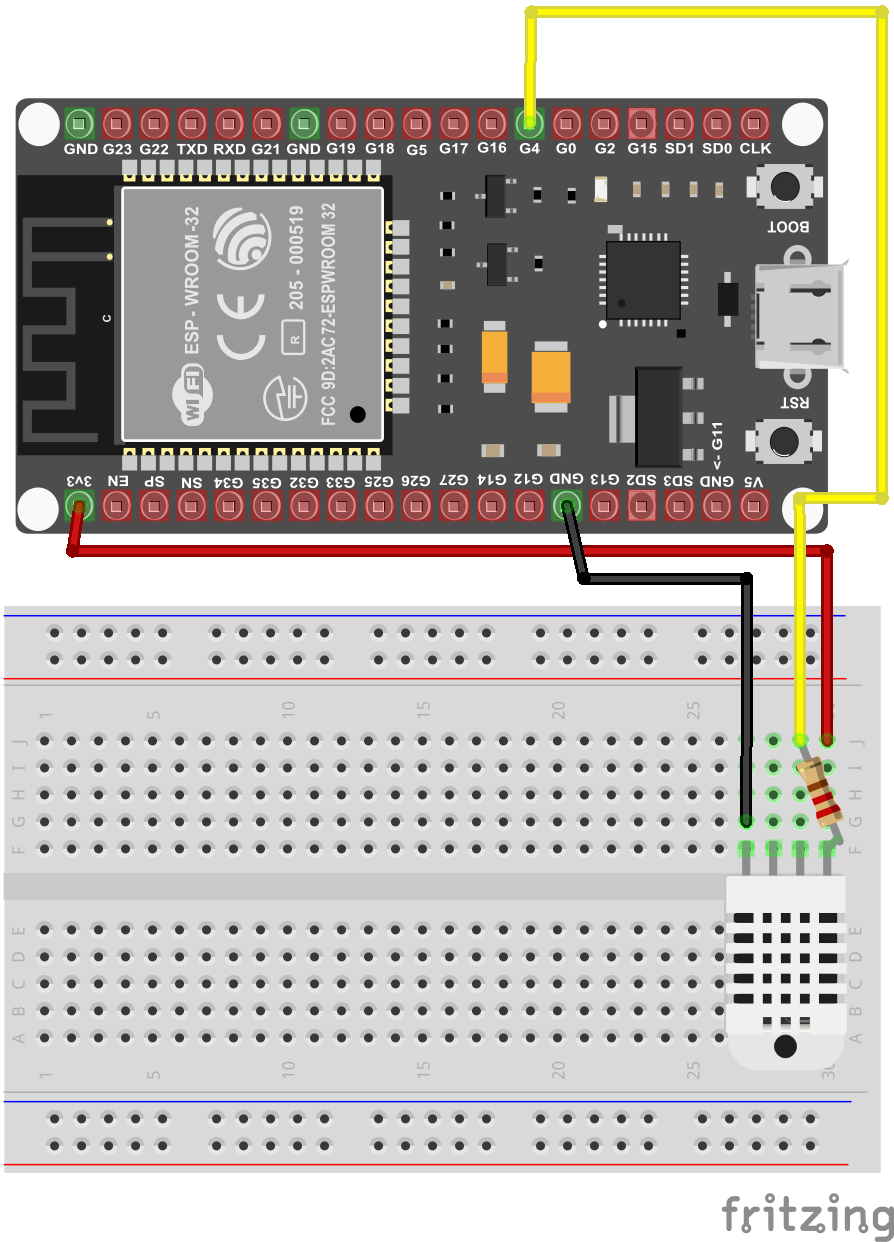 GND G23 G22 TXD RXD G21 GND G19 G18 G5 G17 G16 G4 G0 G2 G15 SD1 SD0 CLK
BOOT
C
WiFi
ESP - WROOM-32
CE
R
205 - 000519
FCC 9D:2AC72-ESPWROOM 32
RST
<- G11
3v3 EN SP SN G34 G35 G32 G33 G25 G26 G27 G14 G12 GND G13 SD2 SD3 GND V5
1 5 10 15 20 25 30
J J
I I
H H
G G
F F
E E
D D
C C
B B
A A
1 5 10 15 20 25 30
fritzing